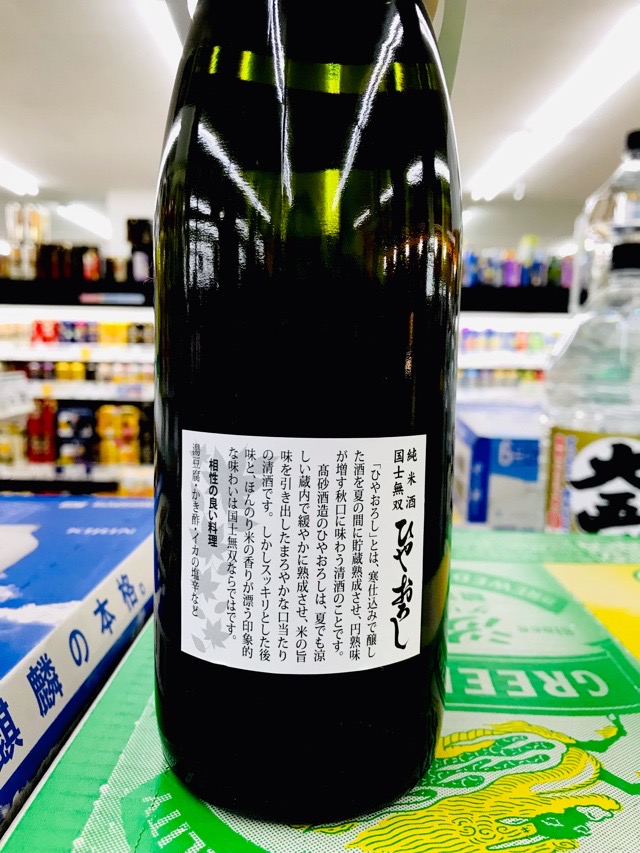 純米酒
国士無双
ひやおろし
「ひやおろし」とは、寒仕込みで醸し
た酒を夏の間に貯蔵熟成させ、円熟味
が増す秋口に味わう清酒のことです。
髙砂酒造のひやおろしは、夏でも涼
しい蔵内で緩やかに熟成させ、米の旨
味を引き出したまろやかな口当たり
の清酒です。しかしスッキリとした後
味と、ほんのり米の香りが漂う印象的
な味わいは国士無双ならではです。
相性の良い料理
湯豆腐・かき酢・イカの塩辛など
KIRIN
麒麟の本格。
GREEN
大五